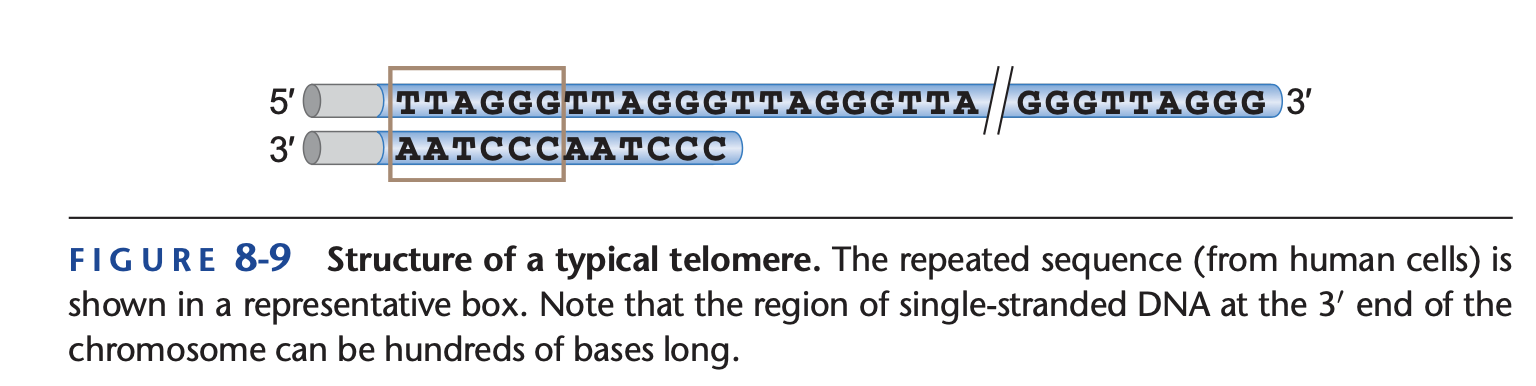 5′ TTAGGGTTAGGGTTAGGGTTA // GGGTTAGGG 3′
3′ AATCCCAATCCC
FIGURE 8-9 Structure of a typical telomere. The repeated sequence (from human cells) is
shown in a representative box. Note that the region of single-stranded DNA at the 3′ end of the
chromosome can be hundreds of bases long.